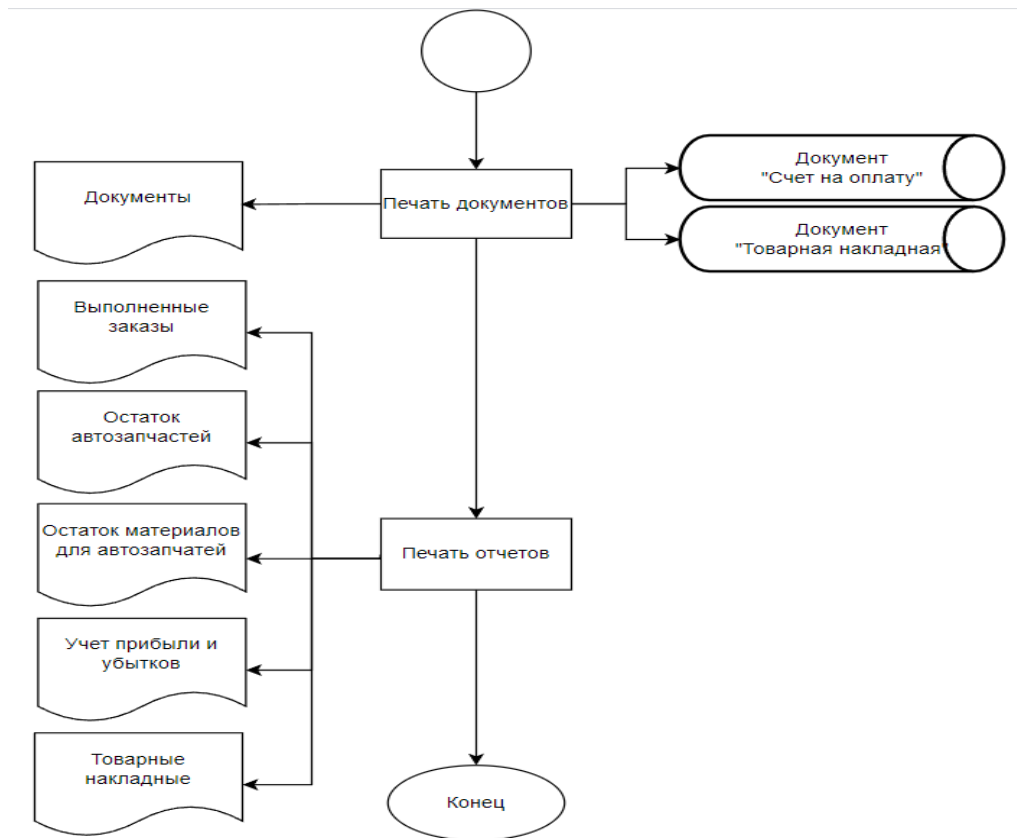 Документ
"Счет на оплату"
Документы
Печать документов
Документ
"Товарная накладная"
Выполненные
заказы
Остаток
автозапчастей
Остаток материалов
для автозапчатей
Печать отчетов
Учет прибыли и
убытков
Товарные
накладные
Конец